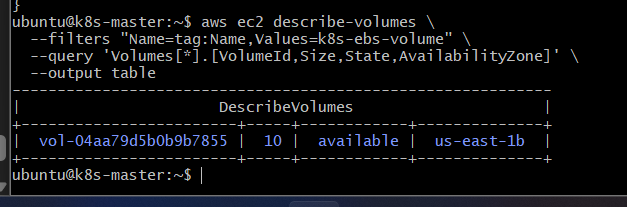 }
ubuntu@k8s-master:~$ aws ec2 describe-volumes \
  --filters "Name=tag:Name,Values=k8s-ebs-volume" \
  --query 'Volumes[*].[VolumeId,Size,State,AvailabilityZone]' \
  --output table
-------------------------------------------------------
|                   DescribeVolumes                   |
+------------------------+-----+------------+--------------+
|  vol-04aa79d5b0b9b7855 |  10 |  available |  us-east-1b  |
+------------------------+-----+------------+--------------+
ubuntu@k8s-master:~$